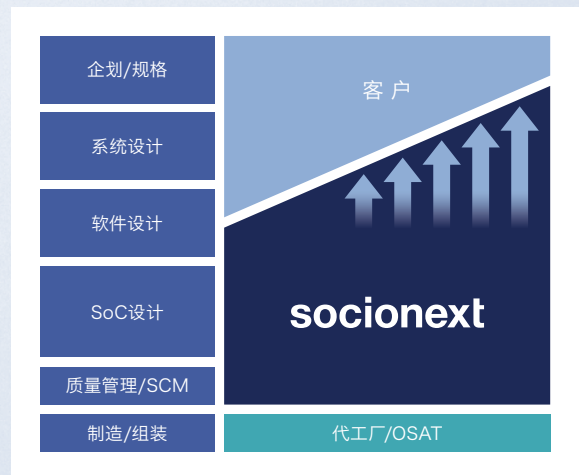 企划/规格
客户
系统设计
软件设计
SoC设计
socionext
质量管理/SCM
制造/组装
代工厂/OSAT